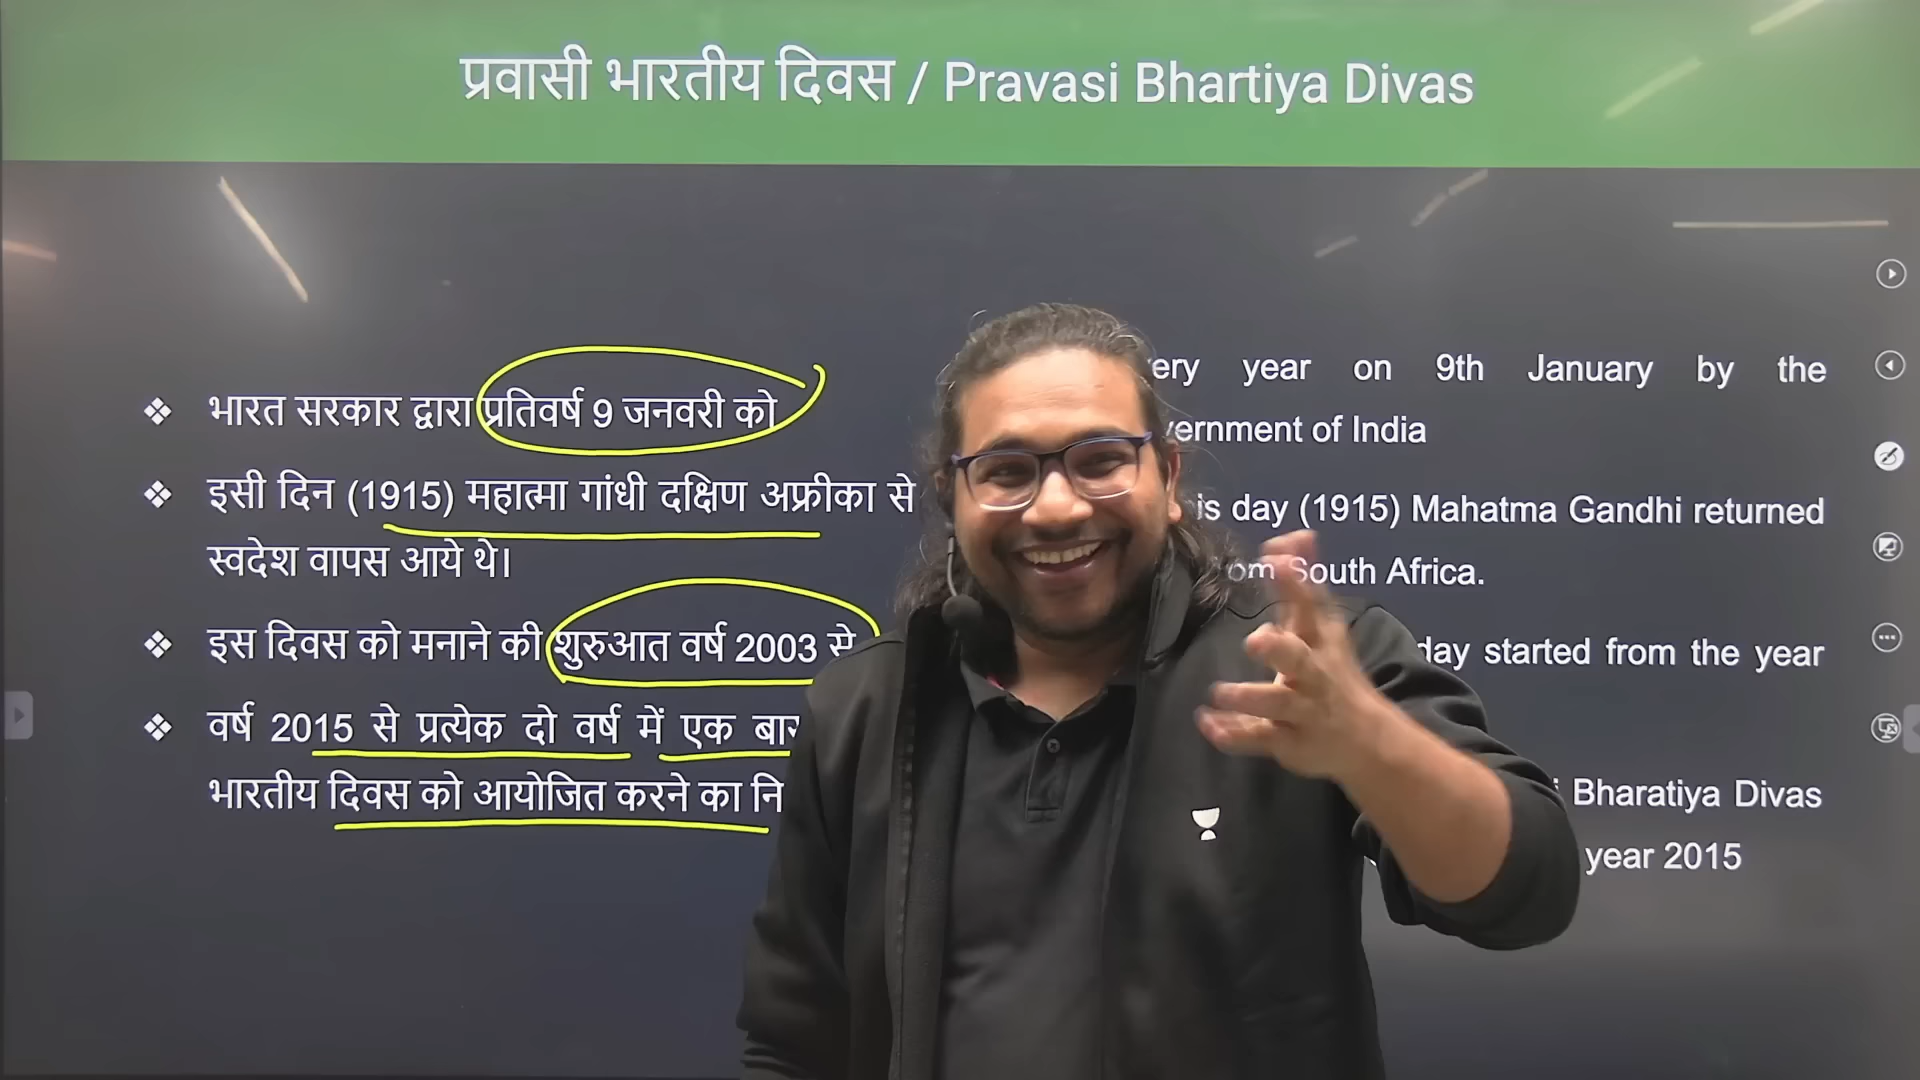 प्रवासी भारतीय दिवस / Pravasi Bhartiya Divas
❖ भारत सरकार द्वारा प्रतिवर्ष 9 जनवरी को
❖ इसी दिन (1915) महात्मा गांधी दक्षिण अफ्रीका से
स्वदेश वापस आये थे।
❖ इस दिवस को मनाने की शुरुआत वर्ष 2003 से
❖ वर्ष 2015 से प्रत्येक दो वर्ष में एक बार
भारतीय दिवस को आयोजित करने का
year on 9th January by the
of India
day (1915) Mahatma Gandhi returned
South Africa.
day started from the year
Bharatiya Divas
year 2015